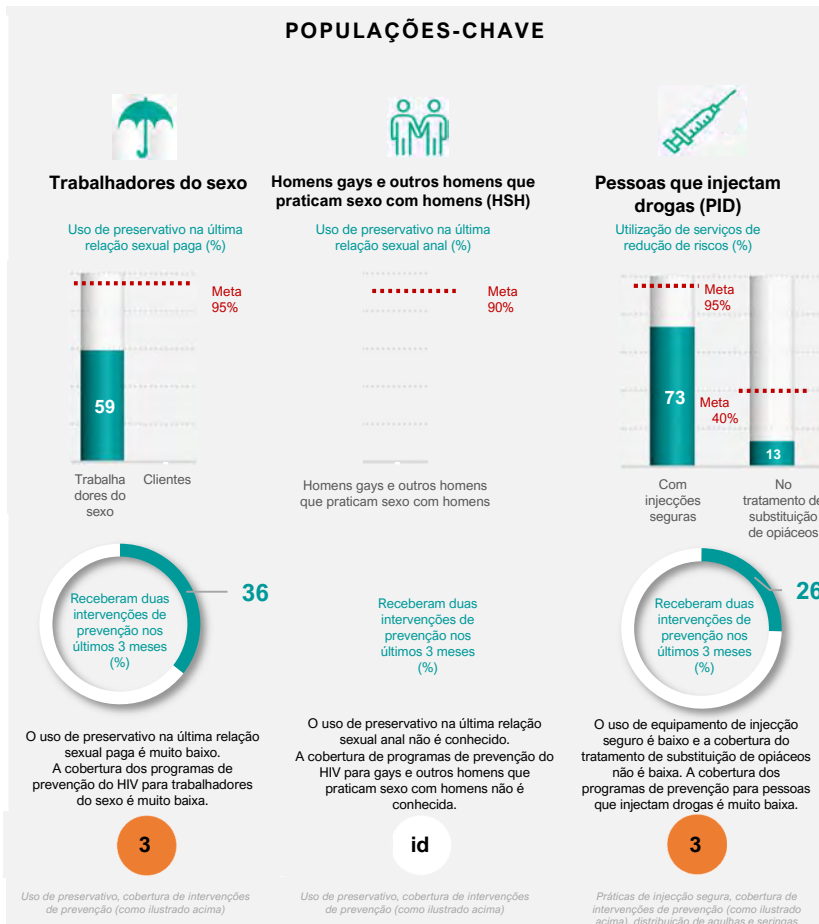 POPULAÇÕES-CHAVE
Trabalhadores do sexo
Uso de preservativo na última
relação sexual paga (%)
Meta
95%
59
Trabalha
dores do
sexo
Clientes
36
Receberam duas
intervenções de
prevenção nos
últimos 3 meses
(%)
O uso de preservativo na última relação
sexual paga é muito baixo.
A cobertura dos programas de
prevenção do HIV para trabalhadores
do sexo é muito baixa.
3
Uso de preservativo, cobertura de intervenções
de prevenção (como ilustrado acima)
Homens gays e outros homens que
praticam sexo com homens (HSH)
Uso de preservativo na última
relação sexual anal (%)
Meta
90%
Homens gays e outros homens
que praticam sexo com homens
Receberam duas
intervenções de
prevenção nos
últimos 3 meses
(%)
O uso de preservativo na última relação
sexual anal não é conhecido.
A cobertura de programas de prevenção do
HIV para gays e outros homens que
praticam sexo com homens não é
conhecida.
id
Uso de preservativo, cobertura de intervenções
de prevenção (como ilustrado acima)
Pessoas que injectam
drogas (PID)
Utilização de serviços de
redução de riscos (%)
Meta
95%
73
Meta
40%
13
Com
injecções
seguras
No
tratamento de
substituição
de opiáceos
26
Receberam duas
intervenções de
prevenção nos
últimos 3 meses
(%)
O uso de equipamento de injecção
seguro é baixo e a cobertura do
tratamento de substituição de opiáceos
não é baixa. A cobertura dos
programas de prevenção para pessoas
que injectam drogas é muito baixa.
3
Práticas de injecção segura, cobertura de
intervenções de prevenção (como ilustrado
acima), distribuição de agulhas e seringas